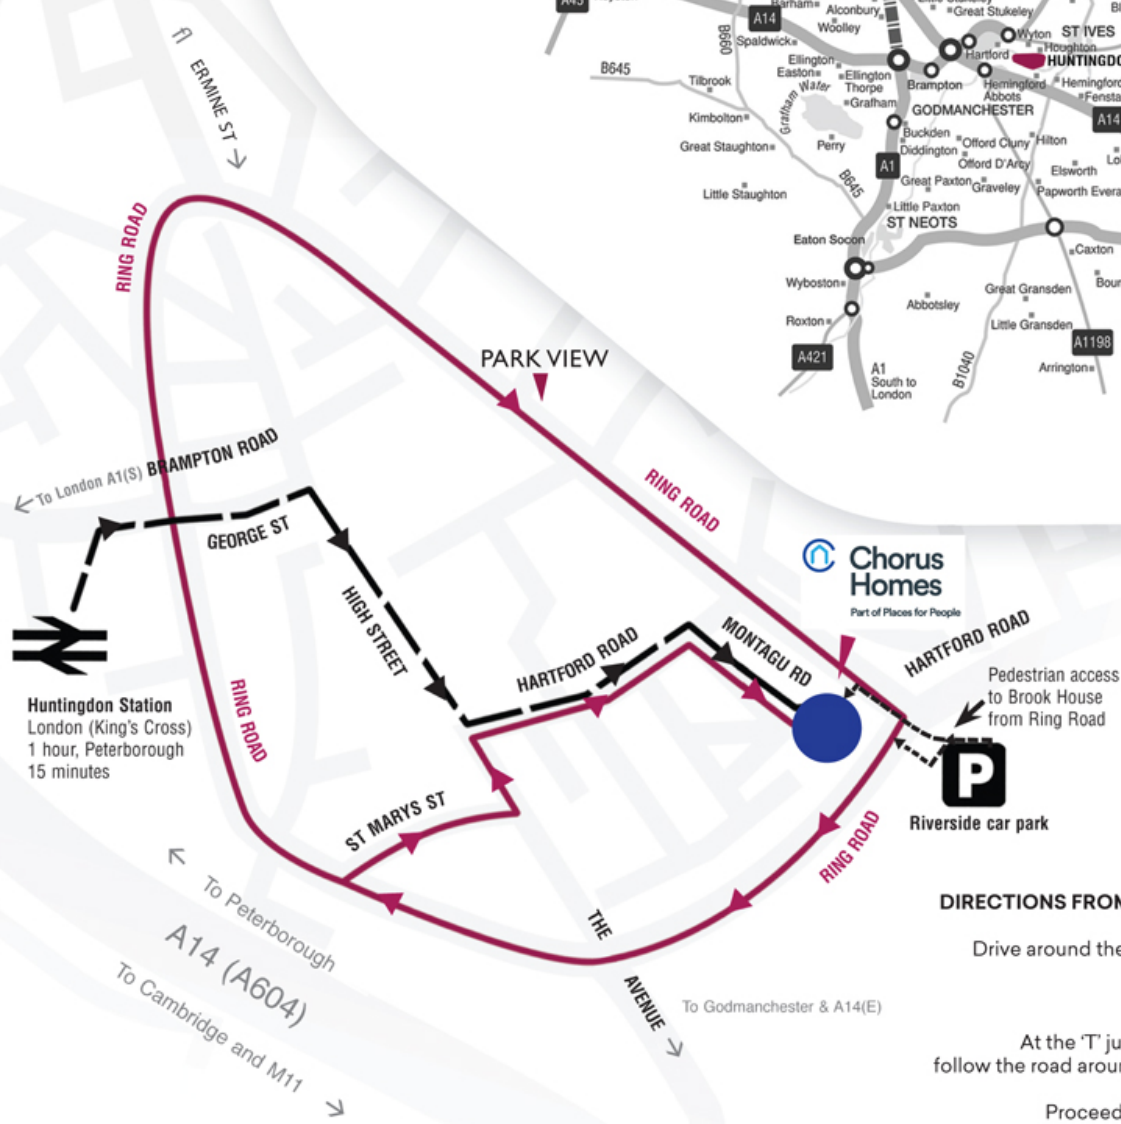 A14
Alconbury
Great Stukeley
Woolley
Wyton
ST IVES
B660
Spaldwick
Hartford
Houghton
HUNTINGDO
Ellington
Easton
Ellington
Thorpe
Brampton
Hemingford
Abbots
Hemingford
Fensta
B645
Tilbrook
Grafham Water
Grafham
GODMANCHESTER
A14
Kimbolton
Buckden
Perry
Diddington
Offord Cluny
Hilton
Great Staughton
Offord D'Arcy
A1
Elsworth
Great Paxton
Graveley
Papworth Evera
Little Staughton
B645
Little Paxton
ST NEOTS
Eaton Socon
Caxton
Wyboston
Great Gransden
Bour
Abbotsley
Roxton
Little Gransden
A1198
A421
B1040
Arrington
A1
South to
London
ERMINE ST
RING ROAD
PARK VIEW
RING ROAD
To London A1(S) BRAMPTON ROAD
GEORGE ST
HIGH STREET
Chorus
Homes
Part of Places for People
HARTFORD ROAD
MONTAGU RD
HARTFORD ROAD
Pedestrian access
to Brook House
from Ring Road
Huntingdon Station
London (King's Cross)
1 hour, Peterborough
15 minutes
RING ROAD
P
Riverside car park
ST MARYS ST
RING ROAD
To Peterborough
A14 (A604)
To Cambridge and M11
THE
AVENUE
To Godmanchester & A14(E)
DIRECTIONS FROM
Drive around the
At the ‘T’ ju
follow the road arour
Proceed